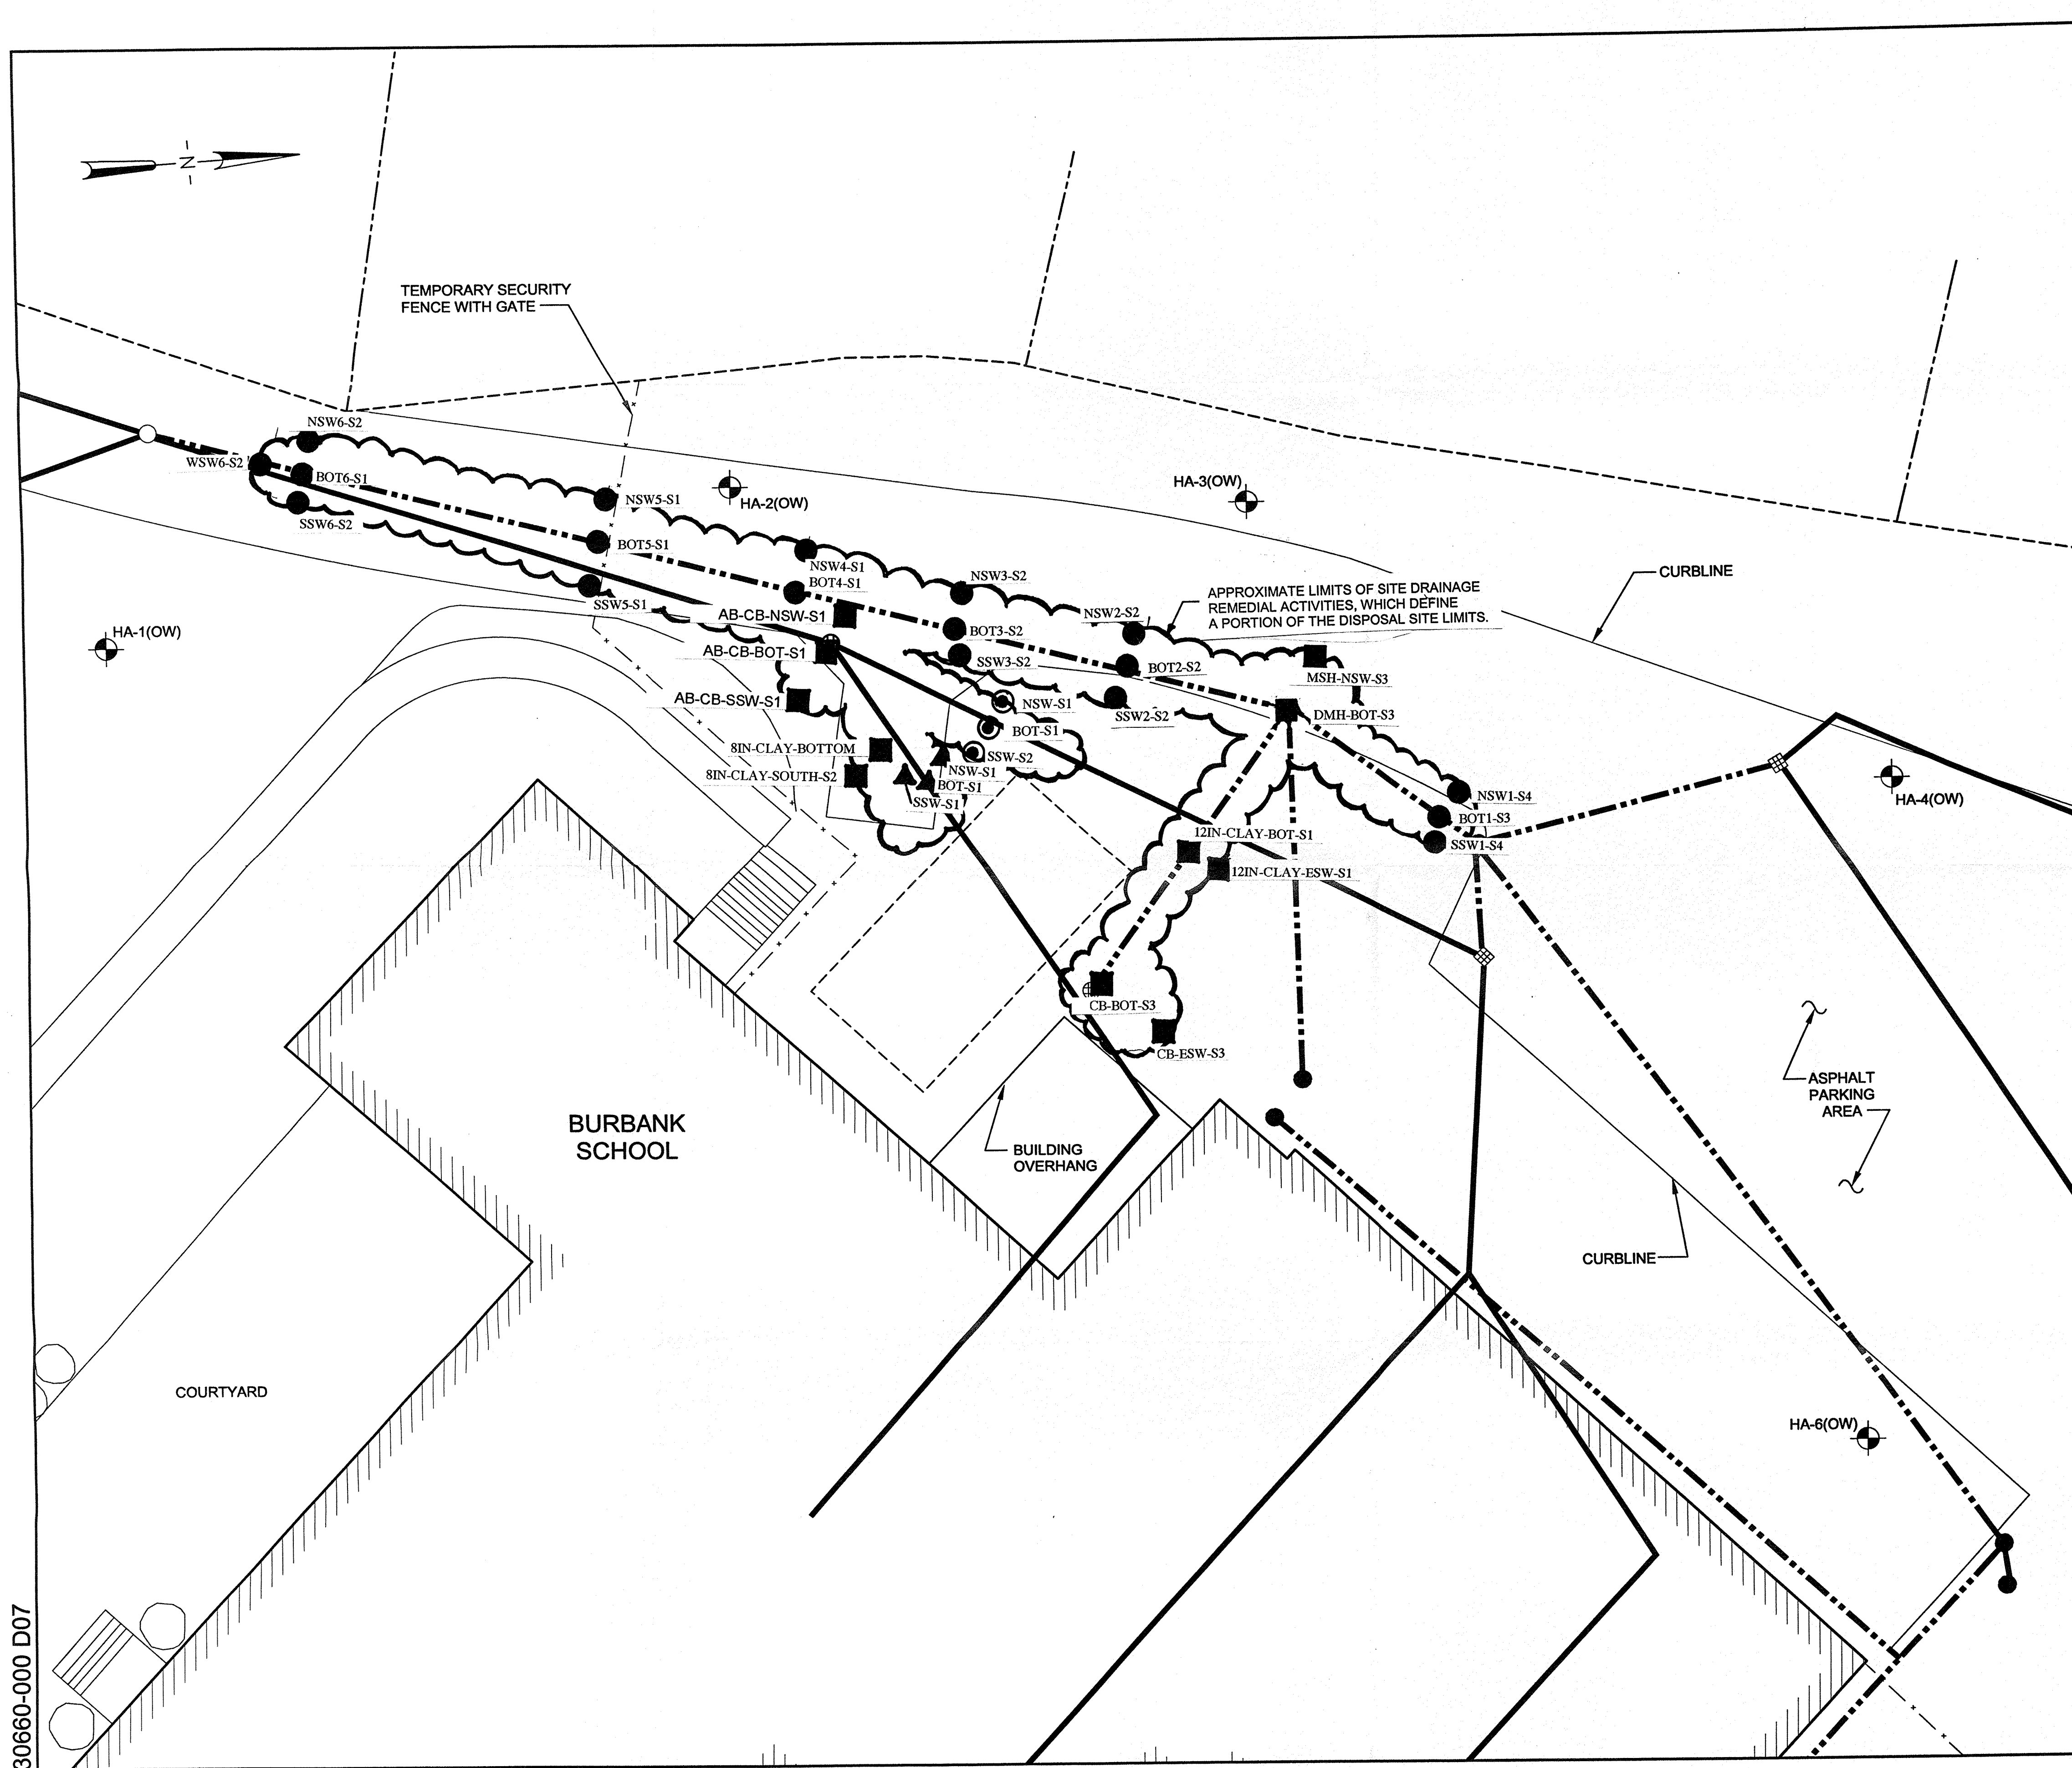 N
TEMPORARY SECURITY
FENCE WITH GATE
NSW6-S2
WSW6-S2
BOT6-S1
SSW6-S2
NSW5-S1
HA-2(OW)
HA-3(OW)
BOT5-S1
NSW4-S1
BOT4-S1
NSW3-S2
CURBLINE
APPROXIMATE LIMITS OF SITE DRAINAGE
REMEDIAL ACTIVITIES, WHICH DEFINE
A PORTION OF THE DISPOSAL SITE LIMITS.
SSW5-S1
AB-CB-NSW-S1
NSW2-S2
HA-1(OW)
BOT3-S2
AB-CB-BOT-S1
SSW3-S2
BOT2-S2
MSH-NSW-S3
AB-CB-SSW-S1
NSW-S1
SSW2-S2
DMH-BOT-S3
BOT-S1
8IN-CLAY-BOTTOM
SSW-S2
8IN-CLAY-SOUTH-S2
NSW-S1
BOT-S1
SSW-S1
NSW1-S4
HA-4(OW)
BOT1-S3
12IN-CLAY-BOT-S1
SSW1-S4
12IN-CLAY-ESW-S1
CB-BOT-S3
CB-ESW-S3
ASPHALT
PARKING
AREA
BURBANK
SCHOOL
BUILDING
OVERHANG
CURBLINE
COURTYARD
HA-6(OW)
30660-000 D07